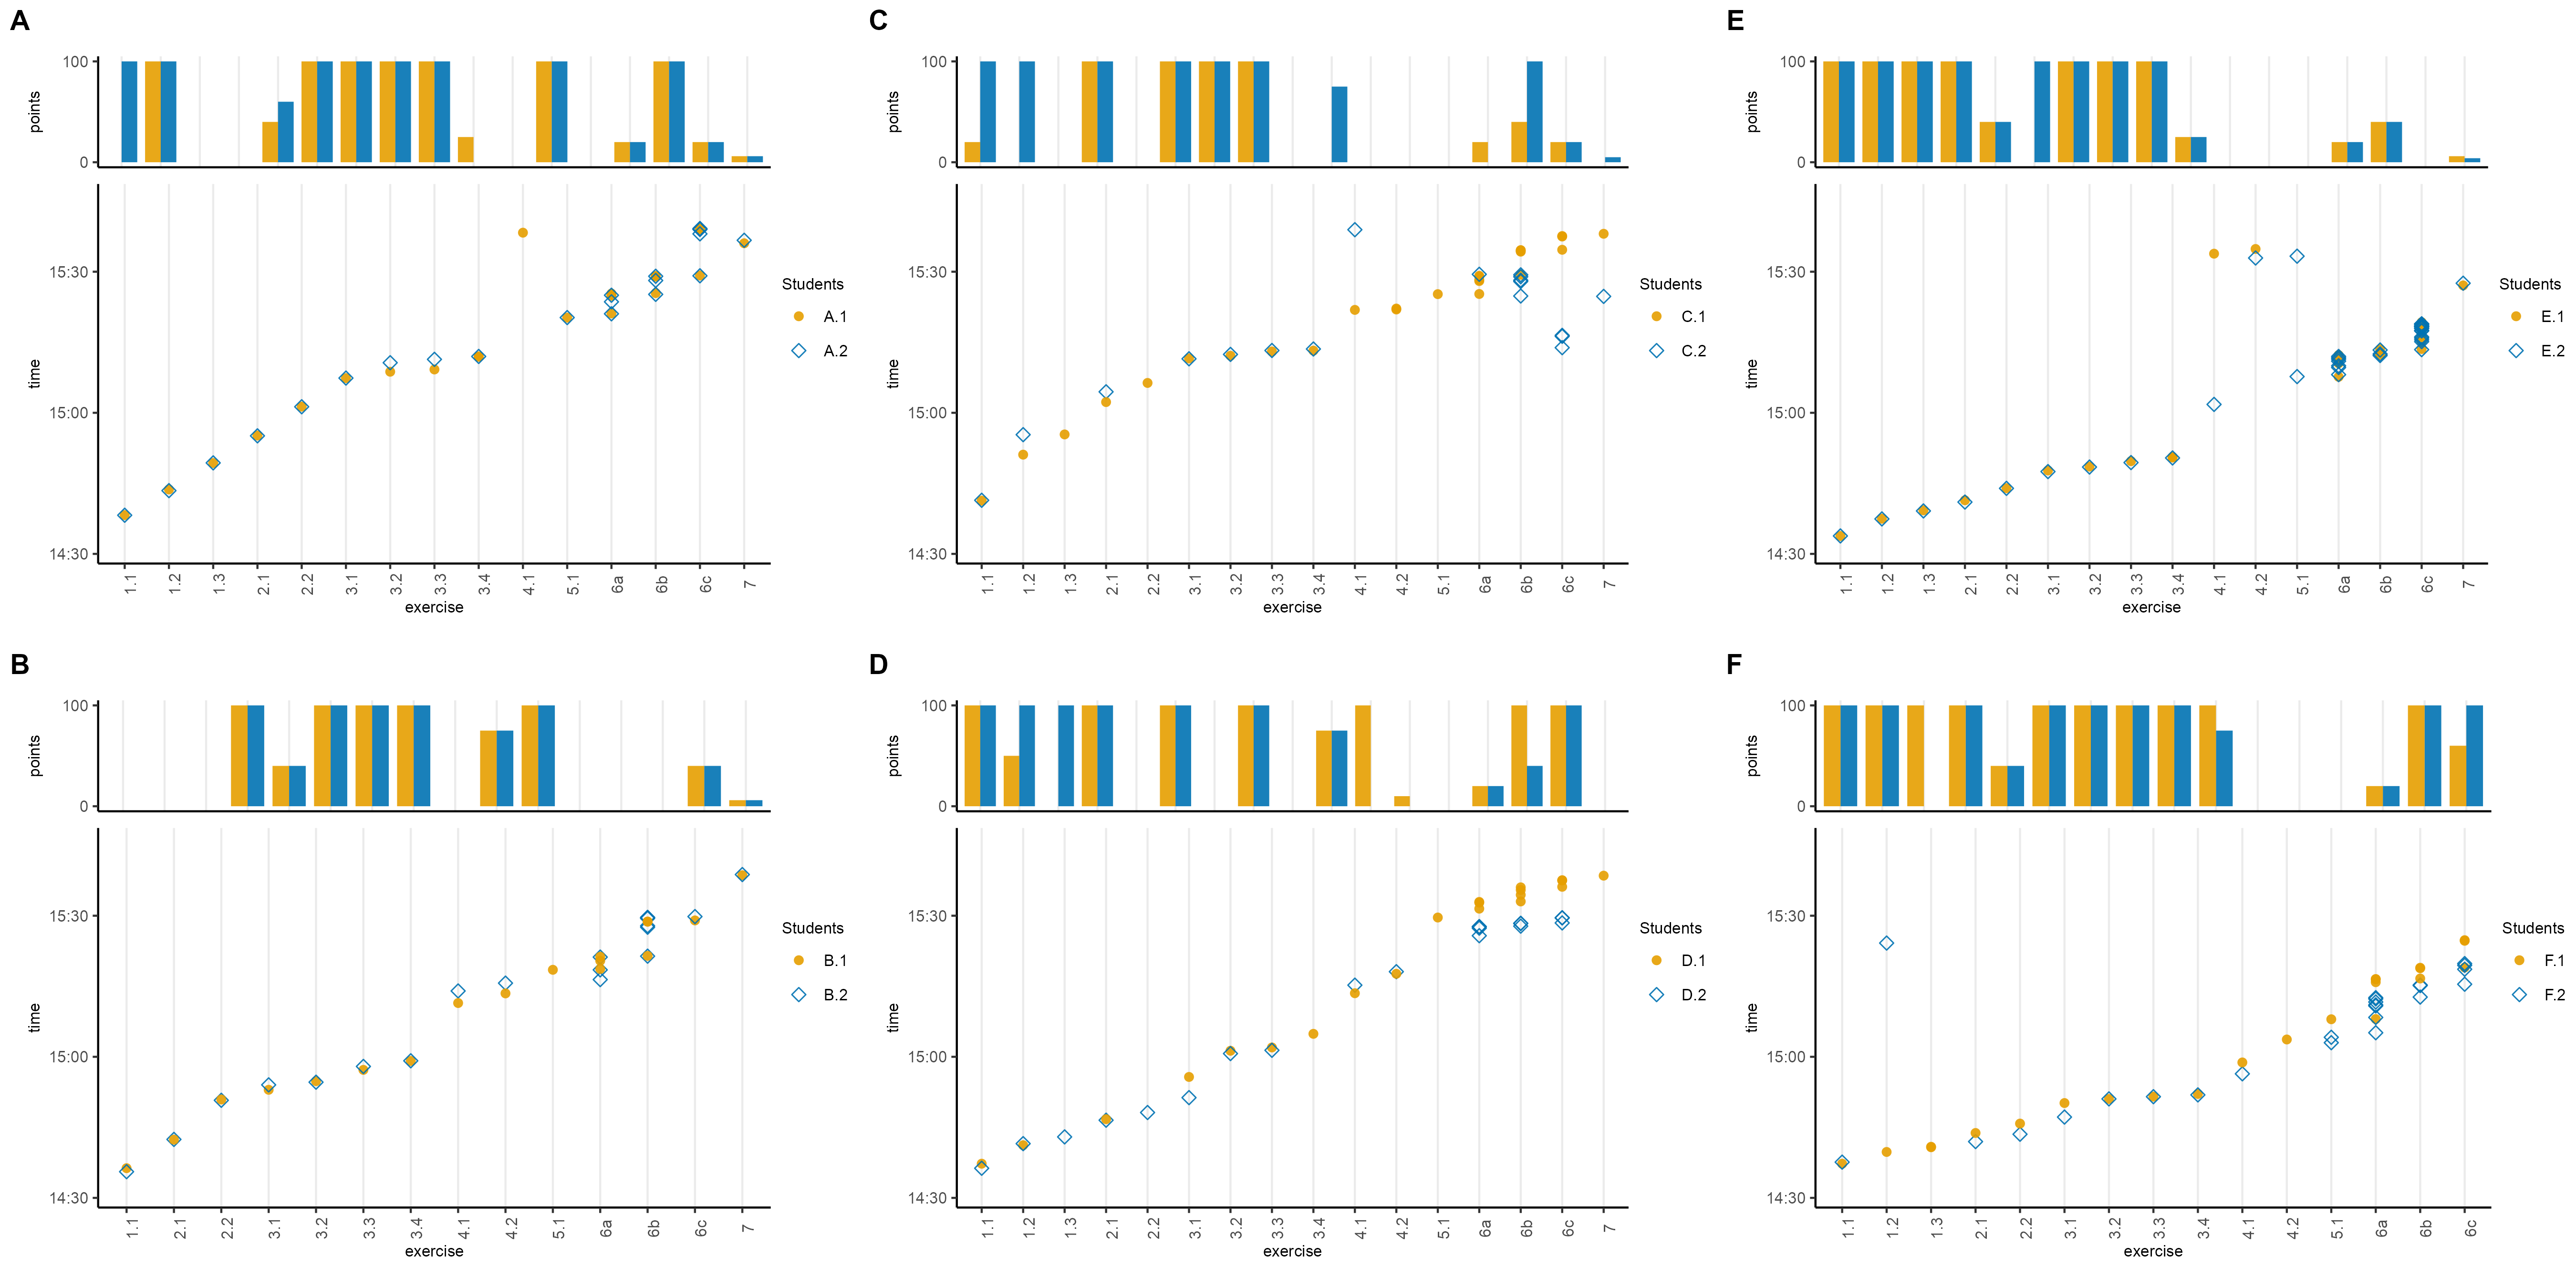 A
100
points
0
15:30
time
15:00
14:30
1.1 1.2 1.3 2.1 2.2 3.1 3.2 3.3 3.4 4.1 5.1 6a 6b 6c 7
exercise
Students
A.1
A.2
C
100
points
0
15:30
time
15:00
14:30
1.1 1.2 1.3 2.1 2.2 3.1 3.2 3.3 3.4 4.1 4.2 5.1 6a 6b 6c 7
exercise
Students
C.1
C.2
E
100
points
0
15:30
time
15:00
14:30
1.1 1.2 1.3 2.1 2.2 3.1 3.2 3.3 3.4 4.1 4.2 5.1 6a 6b 6c 7
exercise
Students
E.1
E.2
B
100
points
0
15:30
time
15:00
14:30
1.1 2.1 2.2 3.1 3.2 3.3 3.4 4.1 4.2 5.1 6a 6b 6c 7
exercise
Students
B.1
B.2
D
100
points
0
15:30
time
15:00
14:30
1.1 1.2 1.3 2.1 2.2 3.1 3.2 3.3 3.4 4.1 4.2 5.1 6a 6b 6c 7
exercise
Students
D.1
D.2
F
100
points
0
15:30
time
15:00
14:30
1.1 1.2 1.3 2.1 2.2 3.1 3.2 3.3 3.4 4.1 4.2 5.1 6a 6b 6c
exercise
Students
F.1
F.2